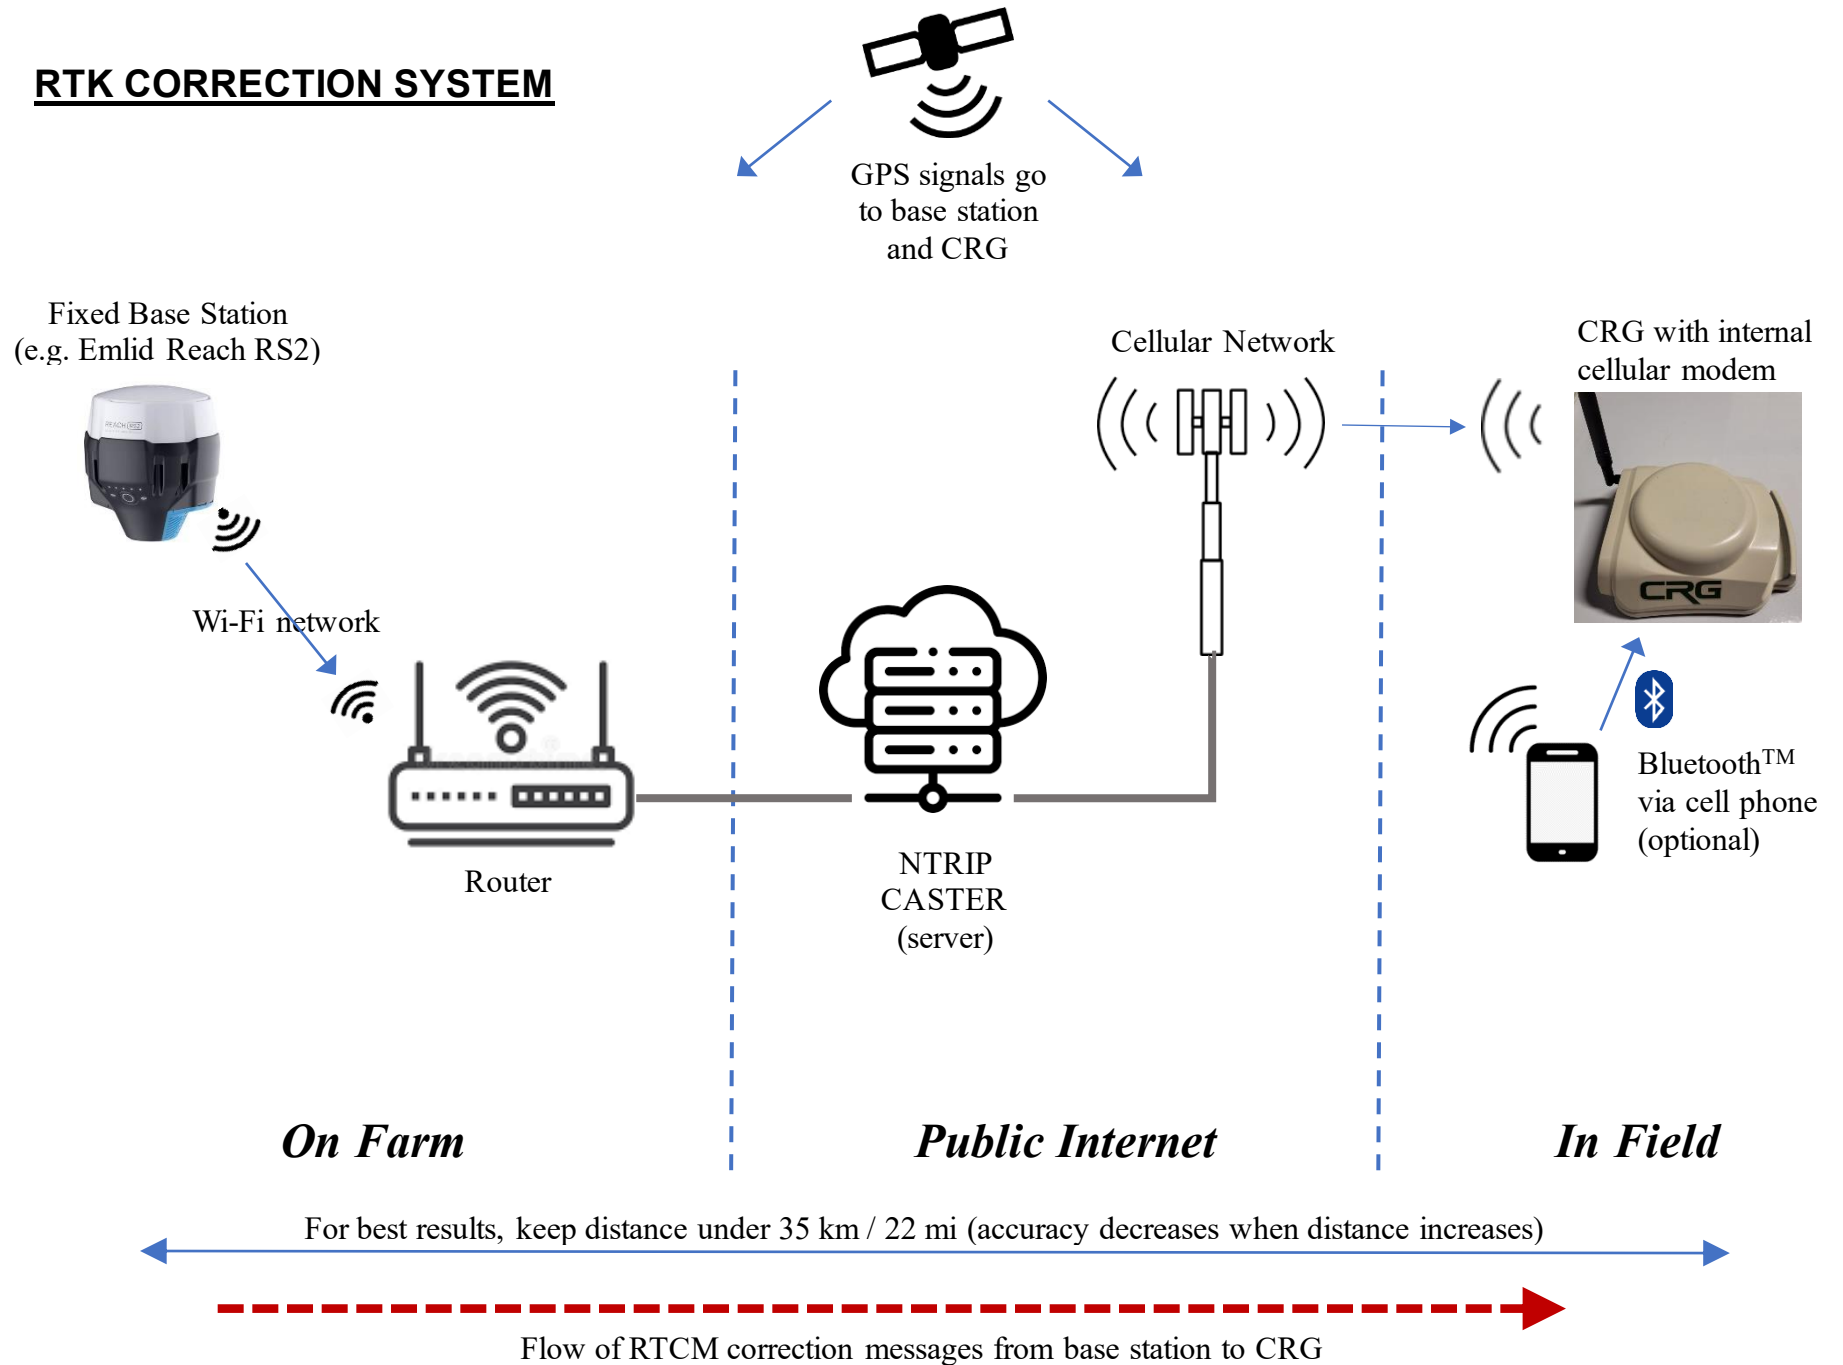 RTK CORRECTION SYSTEM
GPS signals go
to base station
and CRG
Fixed Base Station
(e.g. Emlid Reach RS2)
REACH RS2
Wi-Fi network
Router
NTRIP
CASTER
(server)
Cellular Network
CRG with internal
cellular modem
CRG
Bluetooth™
via cell phone
(optional)
On Farm
Public Internet
In Field
For best results, keep distance under 35 km / 22 mi (accuracy decreases when distance increases)
Flow of RTCM correction messages from base station to CRG